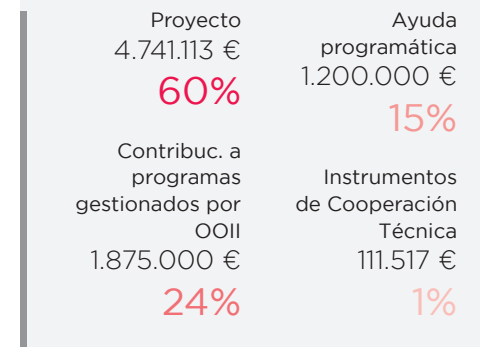 Proyecto
4.741.113 €
60%
Contribuc. a
programas
gestionados por
OOII
1.875.000 €
24%
Ayuda
programática
1.200.000 €
15%
Instrumentos
de Cooperación
Técnica
111.517 €
1%